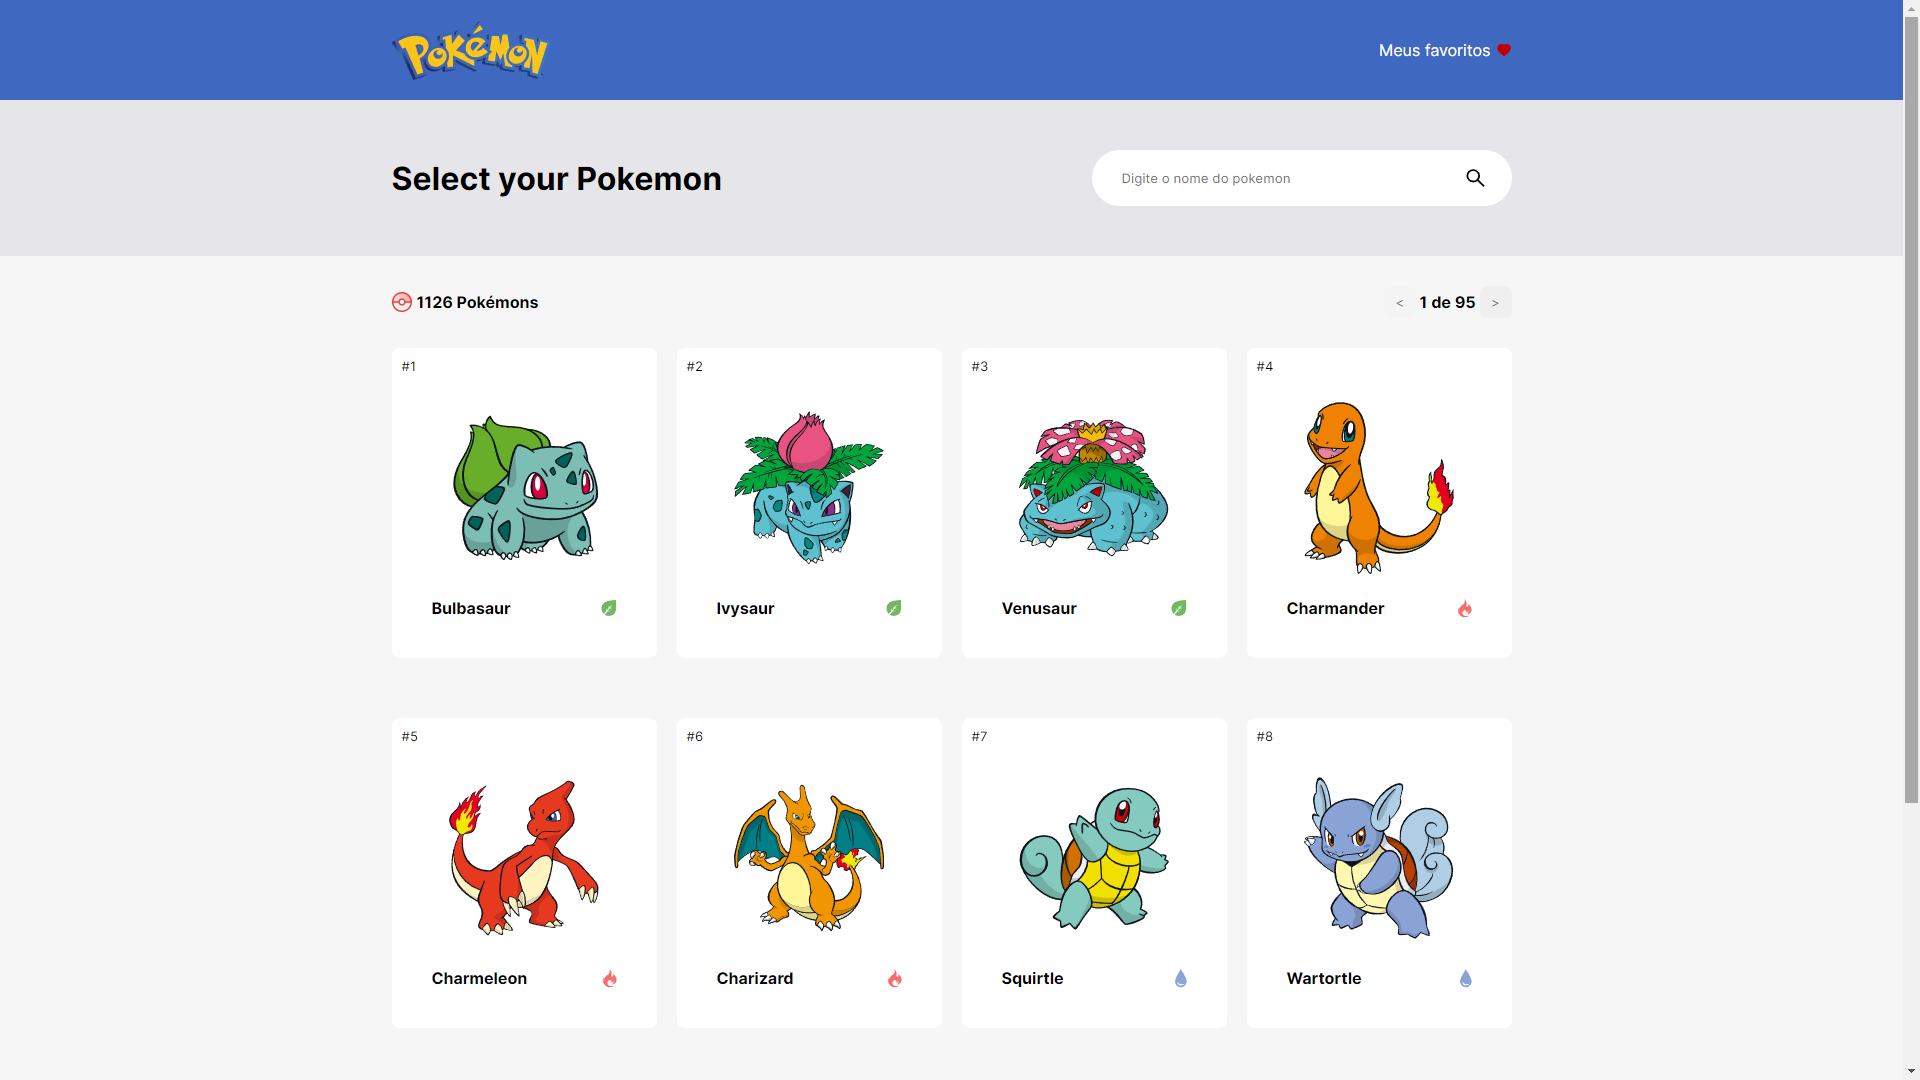 POKéMON
Meus favoritos
Select your Pokemon
Digite o nome do pokemon
1126 Pokémons
< 1 de 95 >
#1
#2
#3
#4
Bulbasaur
Ivysaur
Venusaur
Charmander
#5
#6
#7
#8
Charmeleon
Charizard
Squirtle
Wartortle